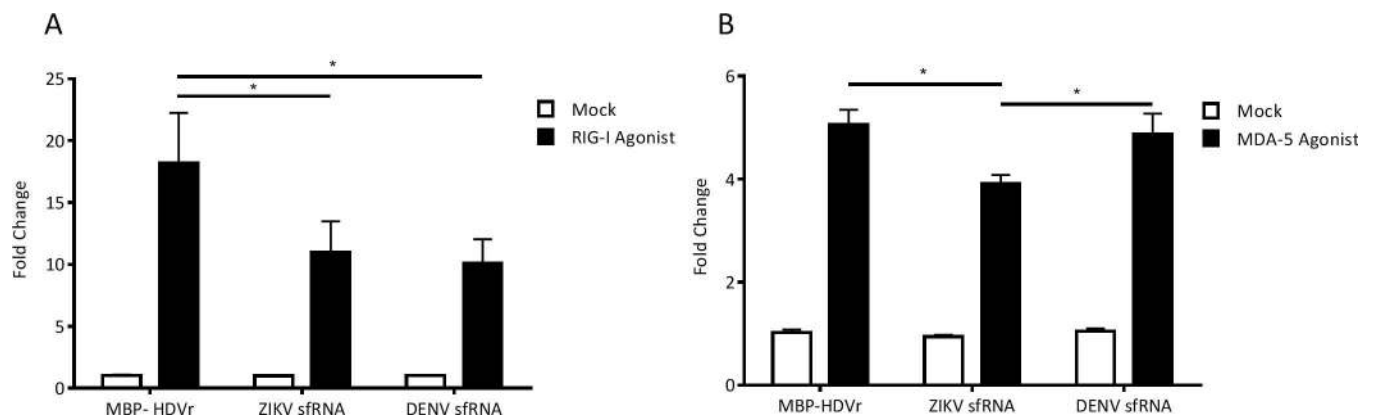 A
*
*
25
20
15
10
5
0
Fold Change
Mock
RIG-I Agonist
MBP- HDVr
ZIKV sfRNA
DENV sfRNA
B
*
*
6
4
2
0
Fold Change
Mock
MDA-5 Agonist
MBP-HDVr
ZIKV sfRNA
DENV sfRNA